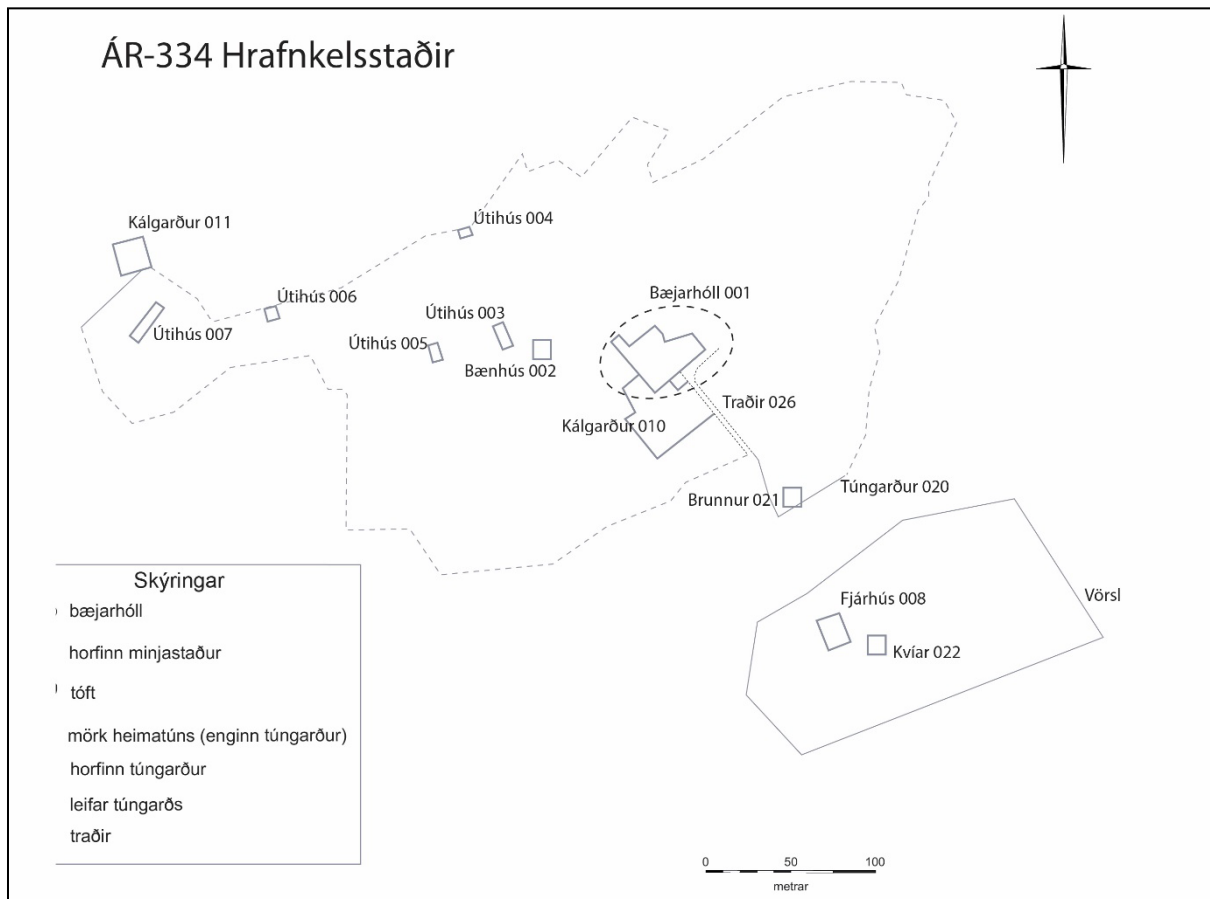 ÁR-334 Hrafnkelsstaðir
Kálgarður 011
Útihús 004
Útihús 006
Bæjarhóll 001
Útihús 003
Útihús 007
Útihús 005
Bænhús 002
Traðir 026
Kálgarður 010
Brunnur 021
Túngarður 020
Skýringar
bæjarhóll
horfinn minjastaður
tóft
mörk heimatúns (enginn túngarður)
horfinn túngarður
leifar túngarðs
traðir
Fjárhús 008
Vörsl
Kvíar 022
0 50 100
metrar